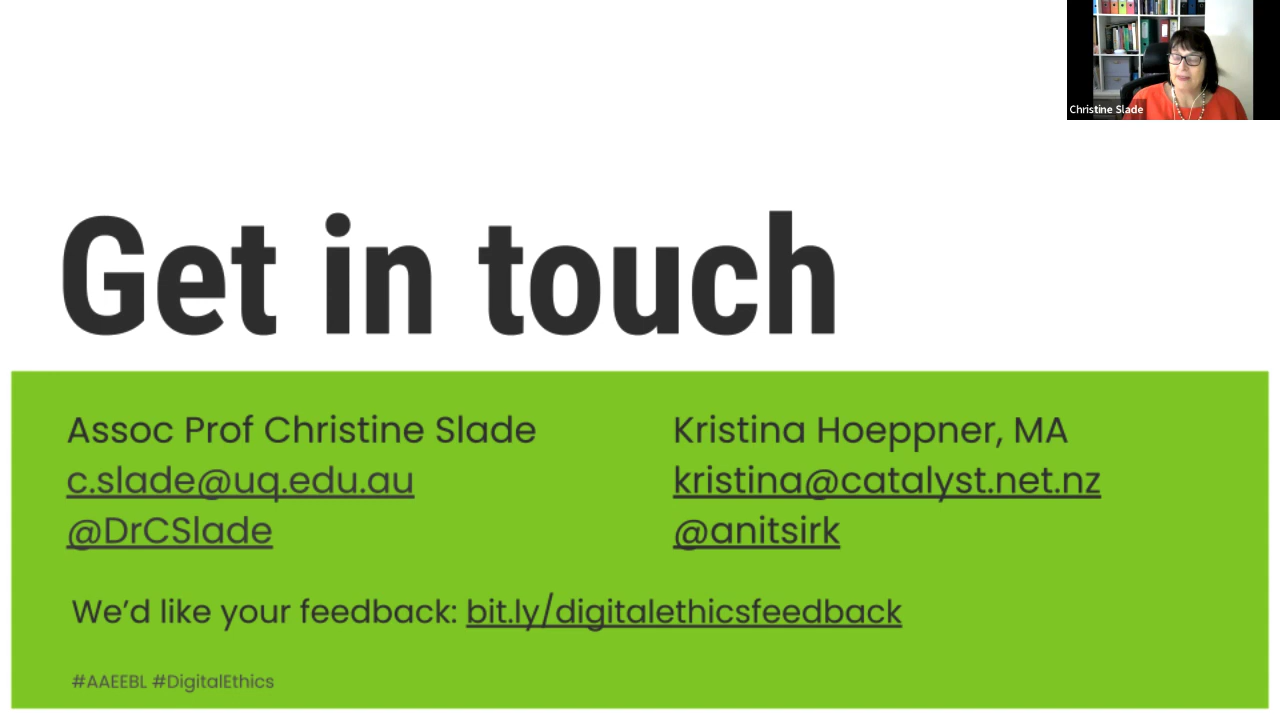 Christine Slade
Get in touch
Assoc Prof Christine Slade
c.slade@uq.edu.au
@DrCSlade
Kristina Hoeppner, MA
kristina@catalyst.net.nz
@anitsirk
We’d like your feedback: bit.ly/digitalethicsfeedback
#AAEEBL #DigitalEthics